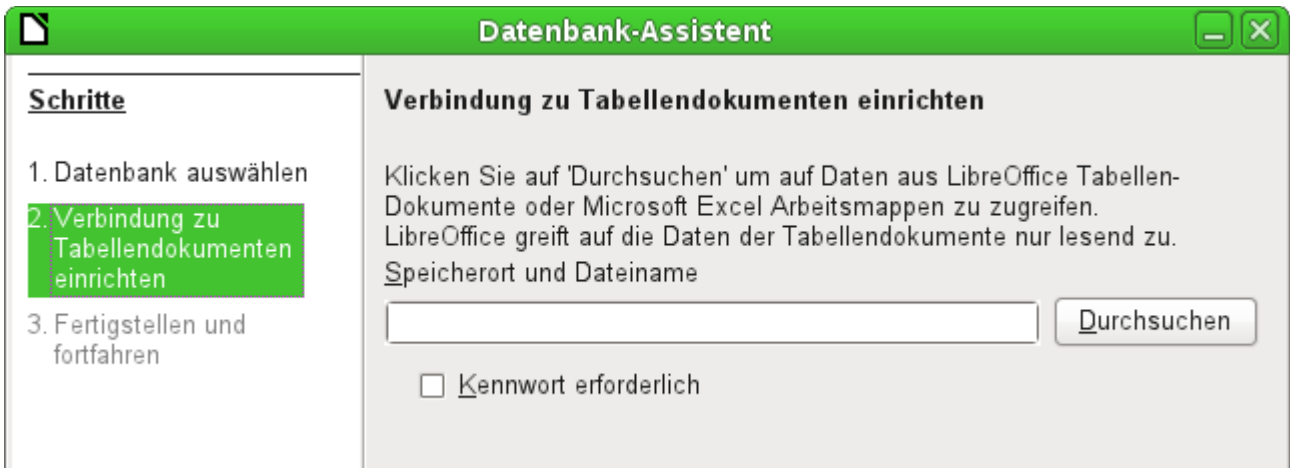 Datenbank-Assistent
Schritte
1. Datenbank auswählen
2. Verbindung zu
Tabellendokumenten
einrichten
3. Fertigstellen und
fortfahren
Verbindung zu Tabellendokumenten einrichten
Klicken Sie auf 'Durchsuchen' um auf Daten aus LibreOffice Tabellen-
Dokumente oder Microsoft Excel Arbeitsmappen zu zugreifen.
LibreOffice greift auf die Daten der Tabellendokumente nur lesend zu.
Speicherort und Dateiname
Durchsuchen
Kennwort erforderlich